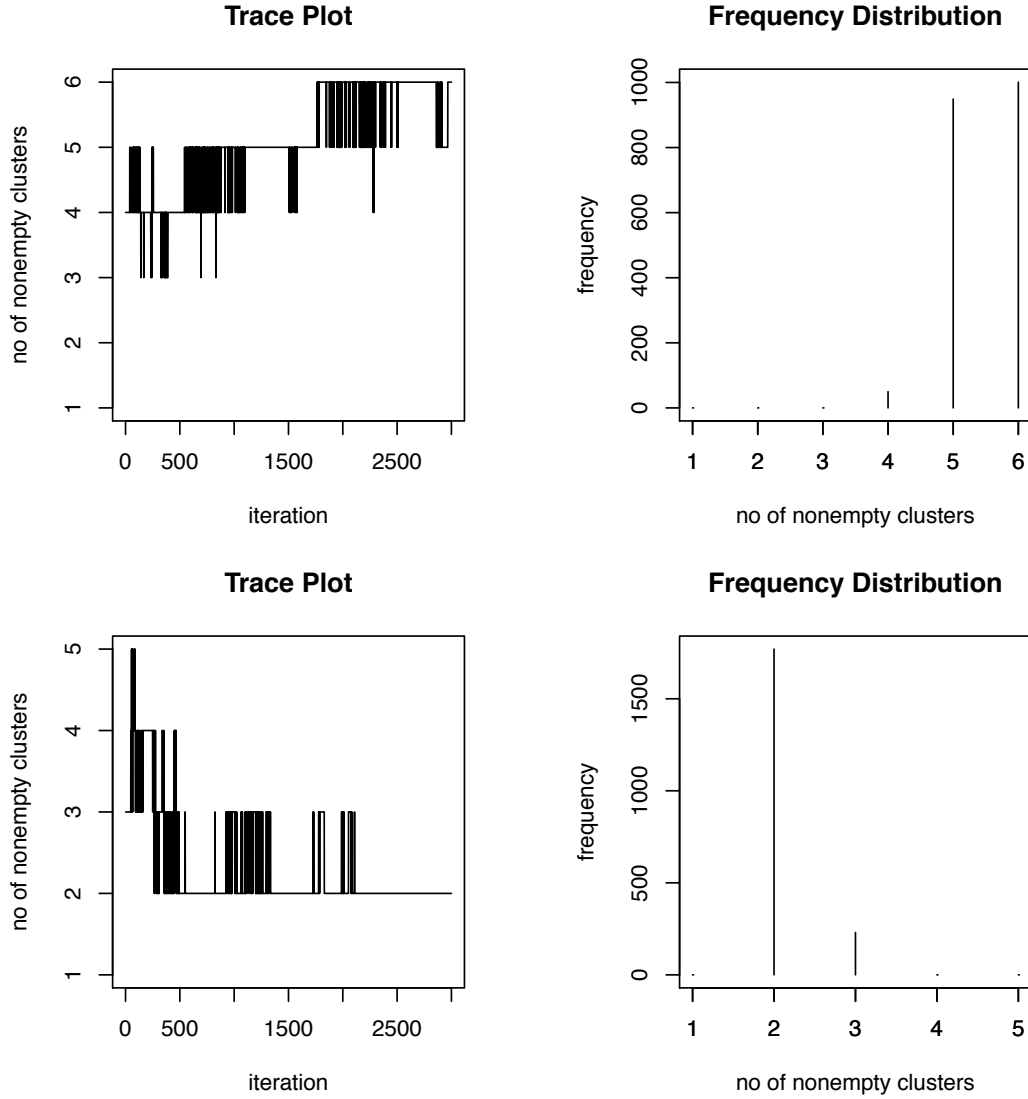 Trace Plot
no of nonempty clusters
6
5
4
3
2
1
0 500 1500 2500
iteration
Frequency Distribution
frequency
1000
800
600
400
200
0
1 2 3 4 5 6
no of nonempty clusters
Trace Plot
no of nonempty clusters
5
4
3
2
1
0 500 1500 2500
iteration
Frequency Distribution
frequency
1500
1000
500
0
1 2 3 4 5
no of nonempty clusters